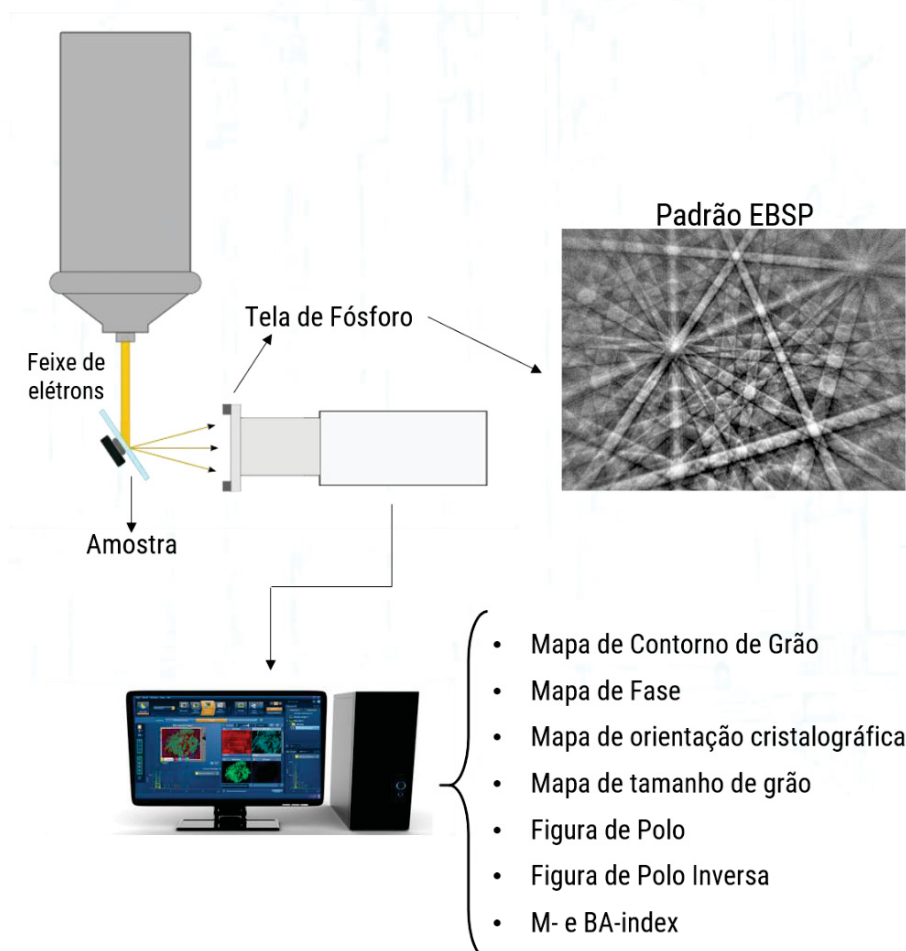 Padrão EBSP
Tela de Fósforo
Feixe de
elétrons
Amostra
• Mapa de Contorno de Grão
• Mapa de Fase
• Mapa de orientação cristalográfica
• Mapa de tamanho de grão
• Figura de Polo
• Figura de Polo Inversa
• M- e BA-index